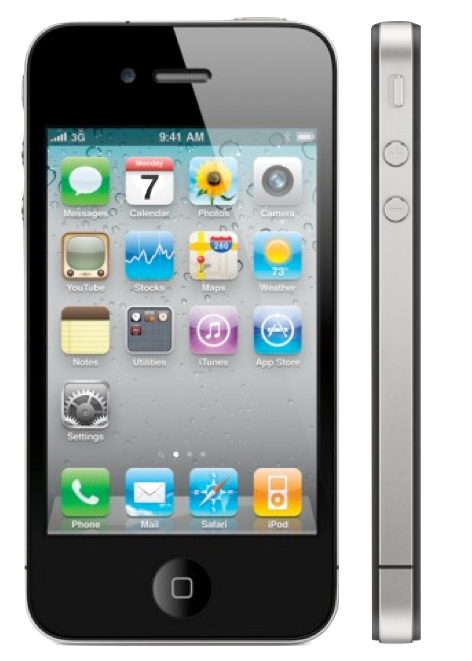 3G 9:41 AM
Monday
7 280
Messages Calendar Photos Camera
73°
YouTube Stocks Maps Weather
Notes Utilities iTunes App Store
Settings
Phone Mail Safari iPod